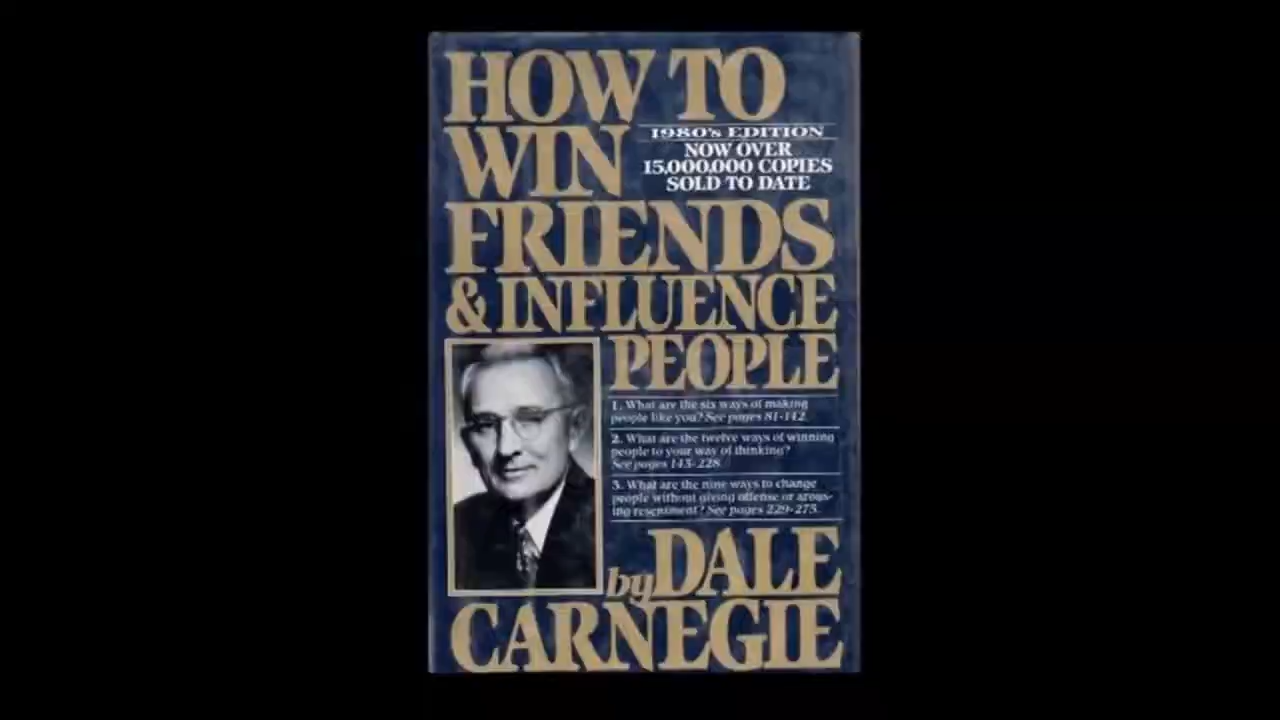 HOW TO
WIN
1980's EDITION
NOW OVER
15,000,000 COPIES
SOLD TO DATE
FRIENDS
& INFLUENCE
PEOPLE
1. What are the six ways of making
people like you? See pages 81-142.
2. What are the twelve ways of winning
people to your way of thinking?
See pages 143-228.
3. What are the nine ways to change
people without giving offense or arous-
ing resentment? See pages 229-275.
by DALE
CARNEGIE